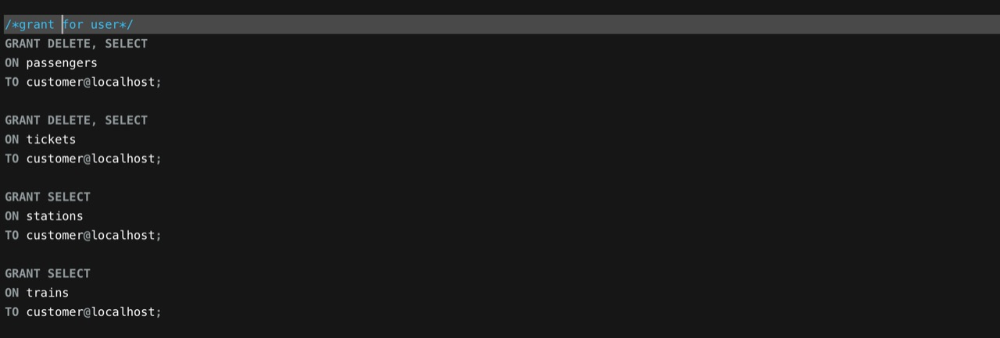 /*grant for user*/
GRANT DELETE, SELECT
ON passengers
TO customer@localhost;
GRANT DELETE, SELECT
ON tickets
TO customer@localhost;
GRANT SELECT
ON stations
TO customer@localhost;
GRANT SELECT
ON trains
TO customer@localhost;